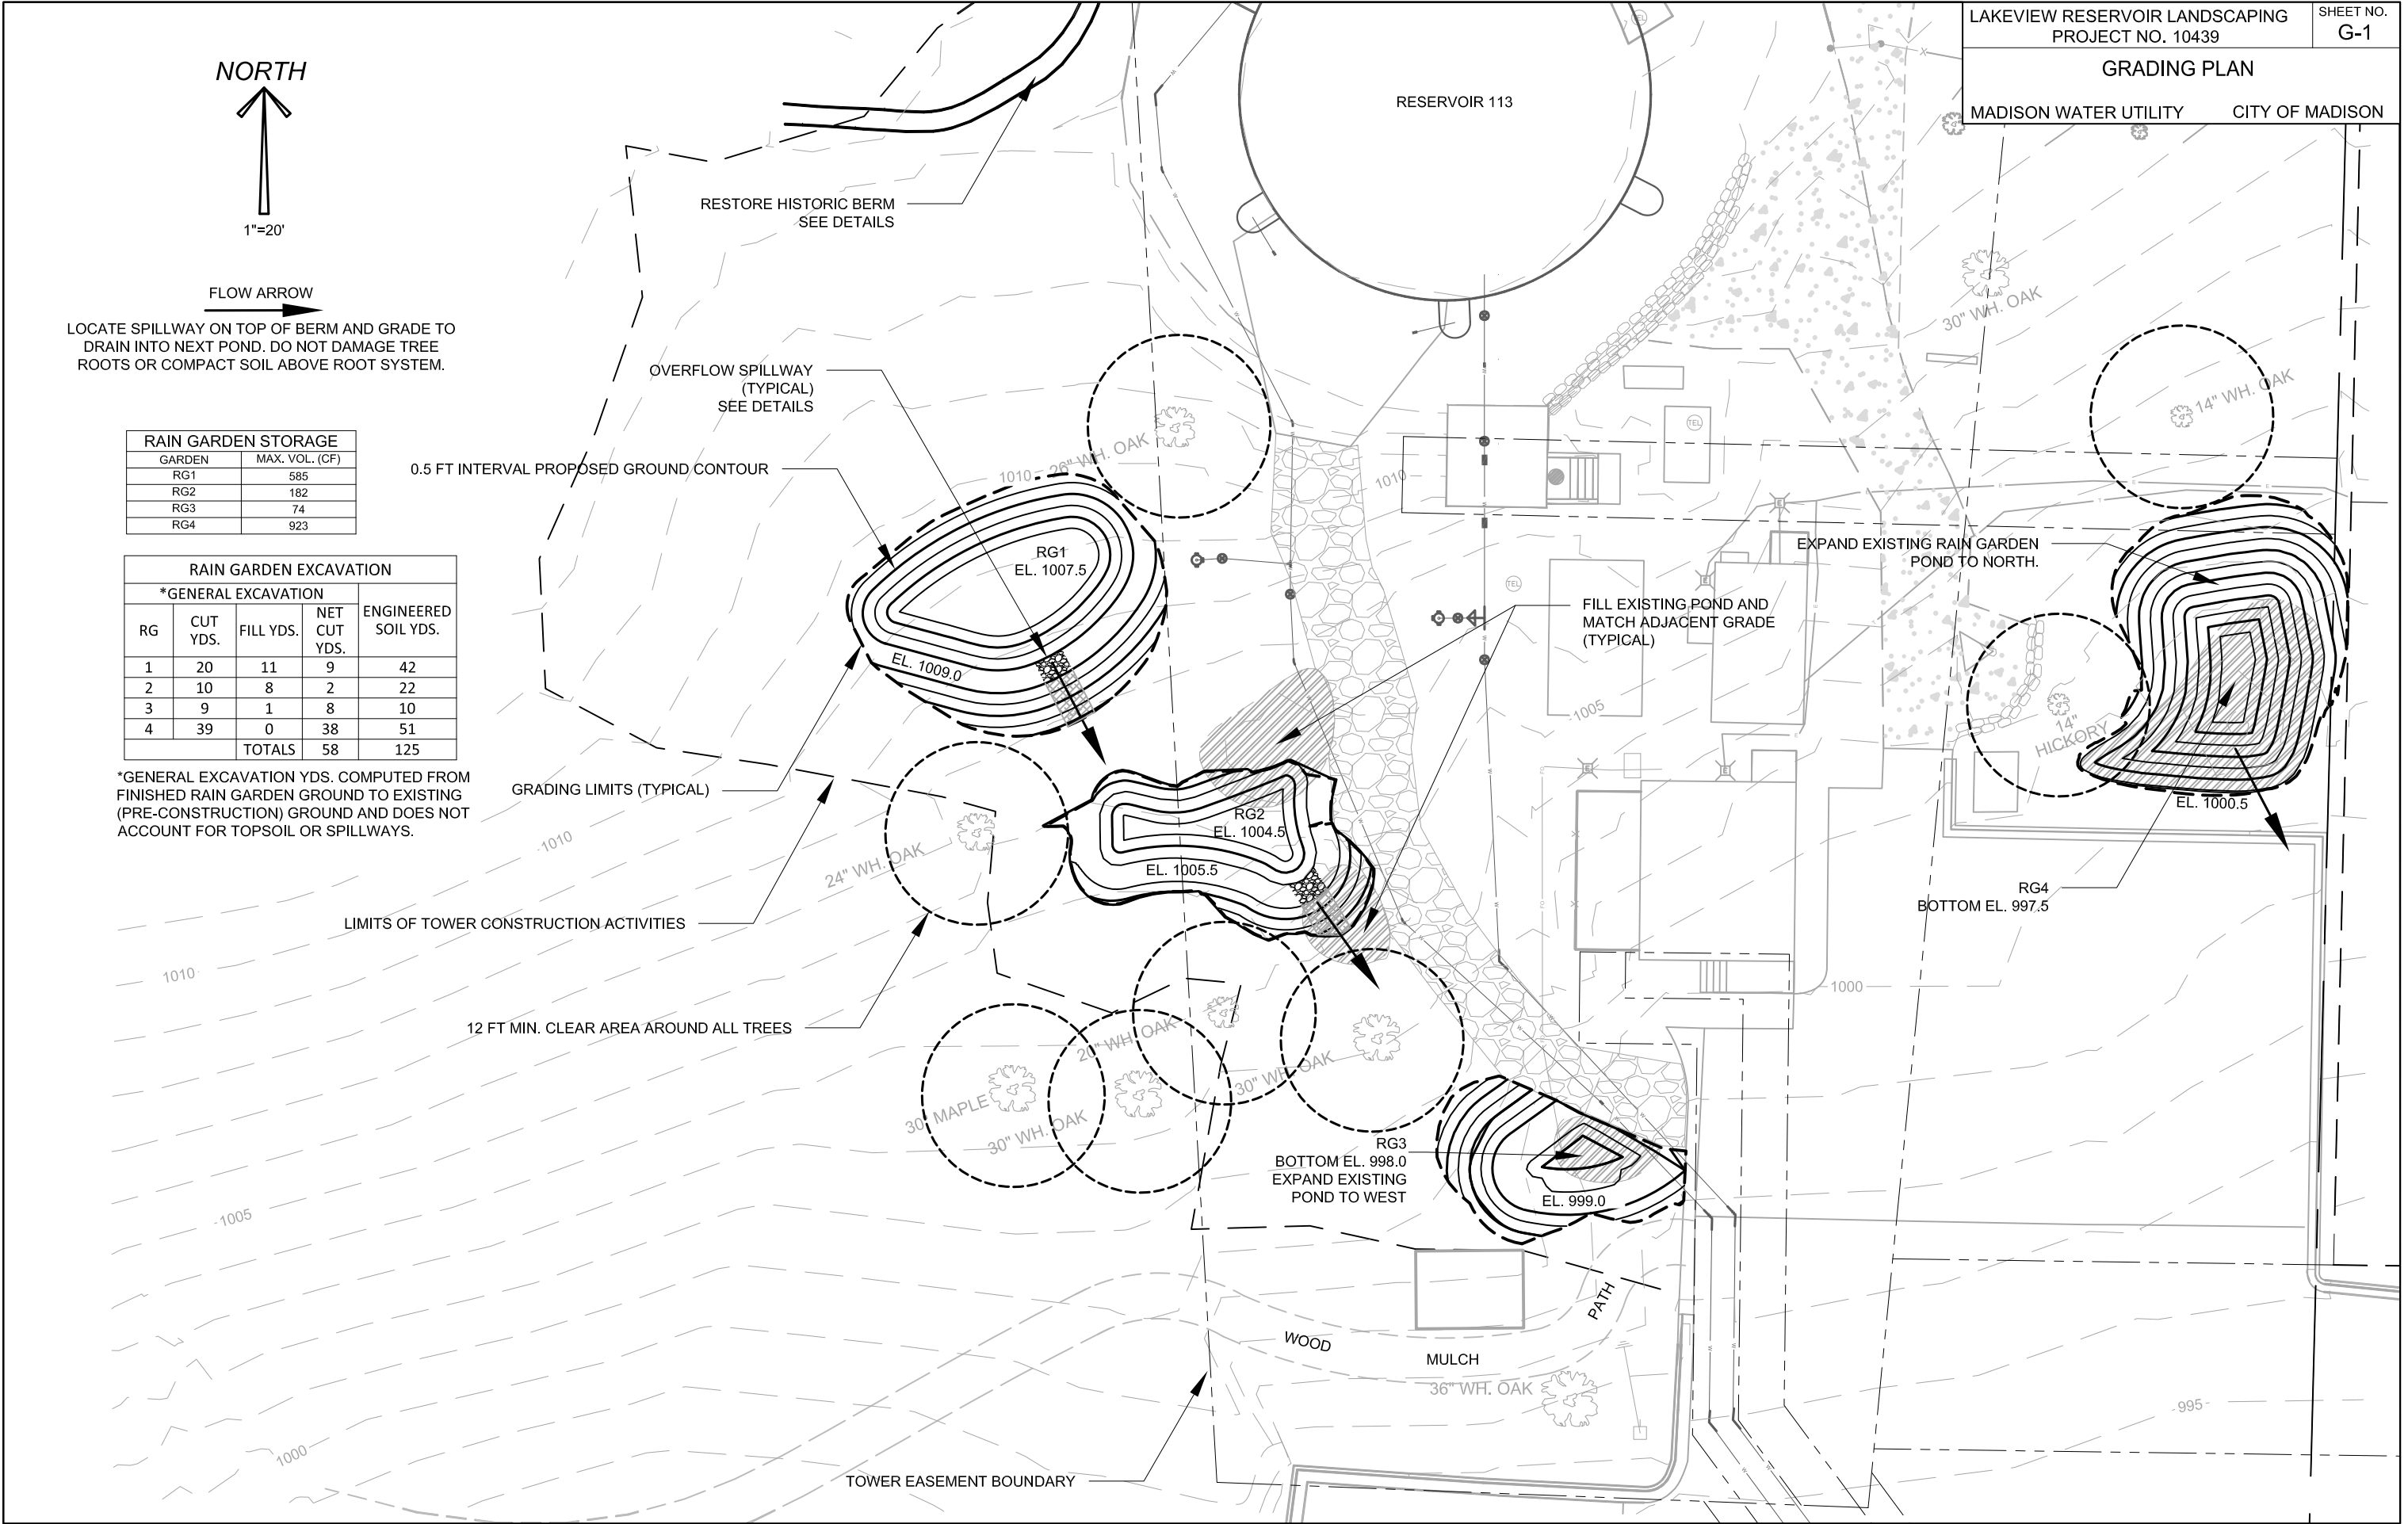 LAKEVIEW RESERVOIR LANDSCAPING
PROJECT NO. 10439
SHEET NO.
G-1
GRADING PLAN
MADISON WATER UTILITY CITY OF MADISON
NORTH
1"=20'
FLOW ARROW
LOCATE SPILLWAY ON TOP OF BERM AND GRADE TO
DRAIN INTO NEXT POND. DO NOT DAMAGE TREE
ROOTS OR COMPACT SOIL ABOVE ROOT SYSTEM.
RAIN GARDEN STORAGE
GARDEN MAX. VOL. (CF)
RG1 585
RG2 182
RG3 74
RG4 923
RAIN GARDEN EXCAVATION
*GENERAL EXCAVATION
RG CUT YDS. FILL YDS. NET CUT YDS. ENGINEERED SOIL YDS.
1 20 11 9 42
2 10 8 2 22
3 9 1 8 10
4 39 0 38 51
TOTALS 58 125
*GENERAL EXCAVATION YDS. COMPUTED FROM
FINISHED RAIN GARDEN GROUND TO EXISTING
(PRE-CONSTRUCTION) GROUND AND DOES NOT
ACCOUNT FOR TOPSOIL OR SPILLWAYS.
RESERVOIR 113
RESTORE HISTORIC BERM
SEE DETAILS
OVERFLOW SPILLWAY
(TYPICAL)
SEE DETAILS
0.5 FT INTERVAL PROPOSED GROUND CONTOUR
1010
26" WH. OAK
1010
30" WH. OAK
14" WH. OAK
TEL
TEL
TEL
RG1
EL. 1007.5
EL. 1009.0
EXPAND EXISTING RAIN GARDEN
POND TO NORTH.
FILL EXISTING POND AND
MATCH ADJACENT GRADE
(TYPICAL)
1005
14"
HICKORY
GRADING LIMITS (TYPICAL)
RG2
EL. 1004.5
EL. 1005.5
EL. 1000.5
1010
24" WH. OAK
RG4
BOTTOM EL. 997.5
LIMITS OF TOWER CONSTRUCTION ACTIVITIES
1010
1000
12 FT MIN. CLEAR AREA AROUND ALL TREES
20" WH. OAK
30" WH. OAK
30" MAPLE
30" WH. OAK
RG3
BOTTOM EL. 998.0
EXPAND EXISTING
POND TO WEST
EL. 999.0
1005
WOOD
MULCH
PATH
36" WH. OAK
995
1000
TOWER EASEMENT BOUNDARY